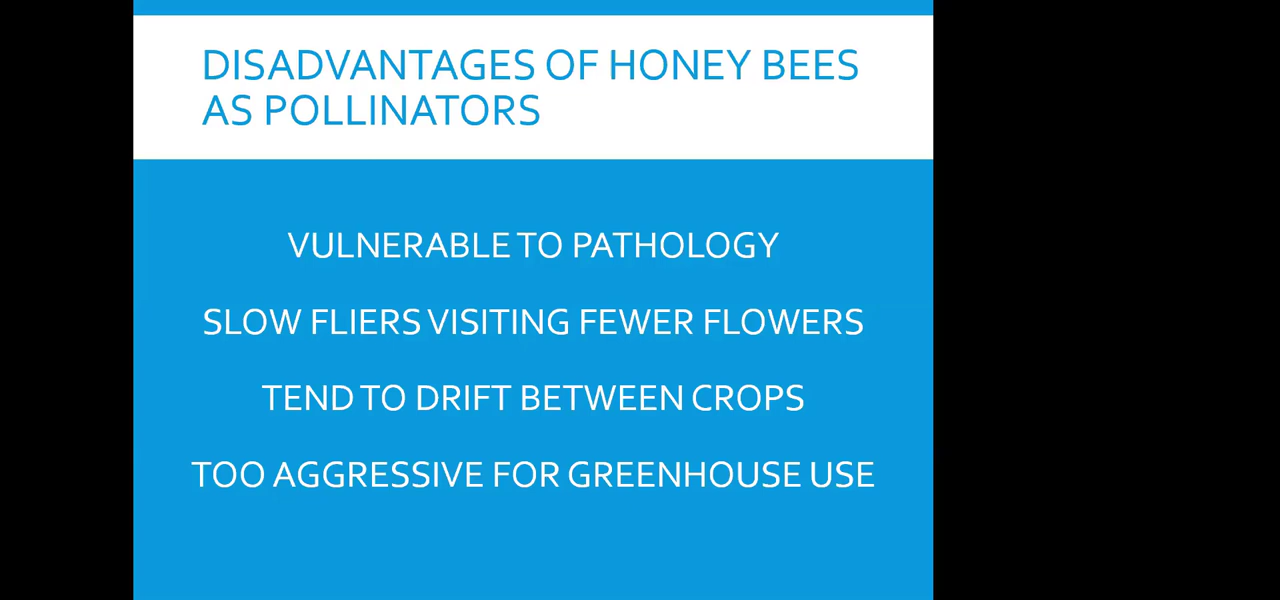 DISADVANTAGES OF HONEY BEES
AS POLLINATORS
VULNERABLE TO PATHOLOGY
SLOW FLIERS VISITING FEWER FLOWERS
TEND TO DRIFT BETWEEN CROPS
TOO AGGRESSIVE FOR GREENHOUSE USE